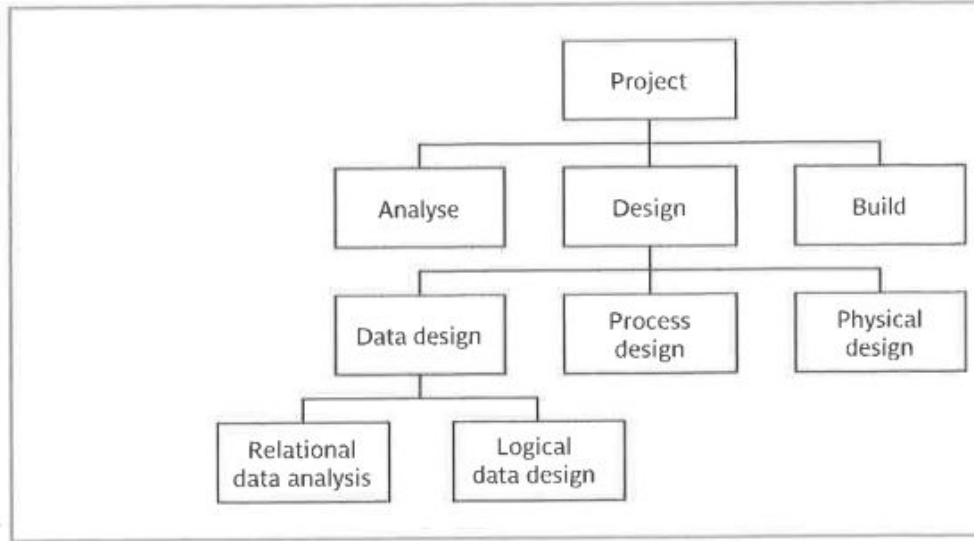 Project
Analyse
Design
Build
Data design
Process
design
Physical
design
Relational
data analysis
Logical
data design